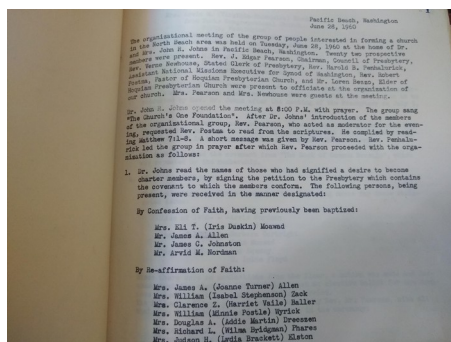 Pacific Beach, Washington
June 28, 1960
The organizational meeting of the group of people interested in forming a church
in the North Beach area was held on Tuesday, June 28, 1960 at the home of Dr.
and Mrs. John H. Johns in Pacific Beach, Washington. Twenty two prospective
members were present. Rev. J. Edgar Pearson, Chairman, Council of Presbytery,
Rev. Verne Newhouse, Stated Clerk of Presbytery, Rev. Harold H. Penhalurick,
Assistant National Missions Executive for Synod of Washington, Rev. Robert
Postma, Pastor of Hoquiam Presbyterian Church, and Mr. Loren Ewan, Elder of
Hoquiam Presbyterian Church were present to officiate at the organization of
our church. Mrs. Pearson and Mrs. Newhouse were guests at the meeting.
Dr. John H. Johns opened the meeting at 8:00 P.M. with prayer. The group sang
"The Church's One Foundation". After Dr. Johns' introduction of the members
of the organizational group, Rev. Pearson, who acted as moderator for the even-
ing, requested Rev. Postma to read from the scriptures. He complied by read-
ing Matthew 7:1-8. A short message was given by Rev. Pearson. Rev. Penhalu-
rick led the group in prayer after which Rev. Pearson proceeded with the orga-
nization as follows:
1. Dr. Johns read the names of those who had signified a desire to become
charter members, by signing the petition to the Presbytery which contains
the covenant to which the members conform. The following persons, being
present, were received in the manner designated:
By Confession of Faith, having previously been baptized:
Mrs. Eli T. (Iris Duskin) Moawad
Mr. James A. Allen
Mr. James C. Johnston
Mr. Arvid M. Nordman
By Re-affirmation of Faith:
Mrs. James A. (Joanne Turner) Allen
Mrs. William (Isabel Stephenson) Zack
Mrs. Clarence Z. (Harriet Vaile) Haller
Mrs. William (Minnie Postle) Wyrick
Mrs. Douglas A. (Addie Martin) Dreeszen
Mrs. Richard L. (Wilma Byidgman) Phares
Mrs. Judson H. (Lydia Brackett) Elston